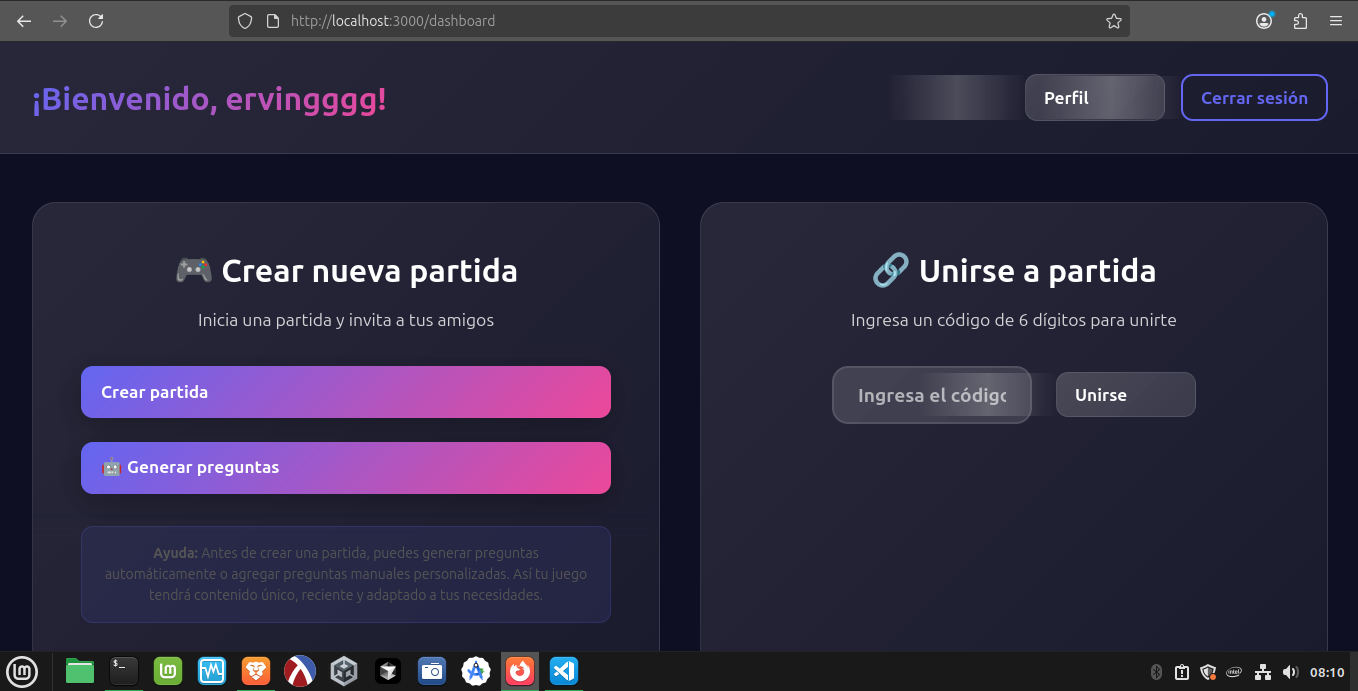 http://localhost:3000/dashboard
¡Bienvenido, ervingggg!
Perfil
Cerrar sesión
🎮 Crear nueva partida
Inicia una partida y invita a tus amigos
Crear partida
🤖 Generar preguntas
Ayuda: Antes de crear una partida, puedes generar preguntas
automáticamente o agregar preguntas manuales personalizadas. Así tu juego
tendrá contenido único, reciente y adaptado a tus necesidades.
🔗 Unirse a partida
Ingresa un código de 6 dígitos para unirte
Ingresa el códigc
Unirse
$_
intel
08:10